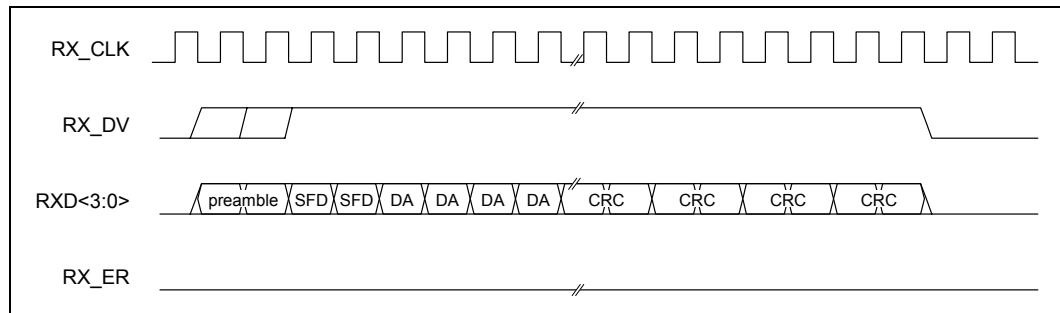 RX_CLK
RX_DV
RXD<3:0>
preamble SFD SFD DA DA DA DA CRC CRC CRC CRC
RX_ER